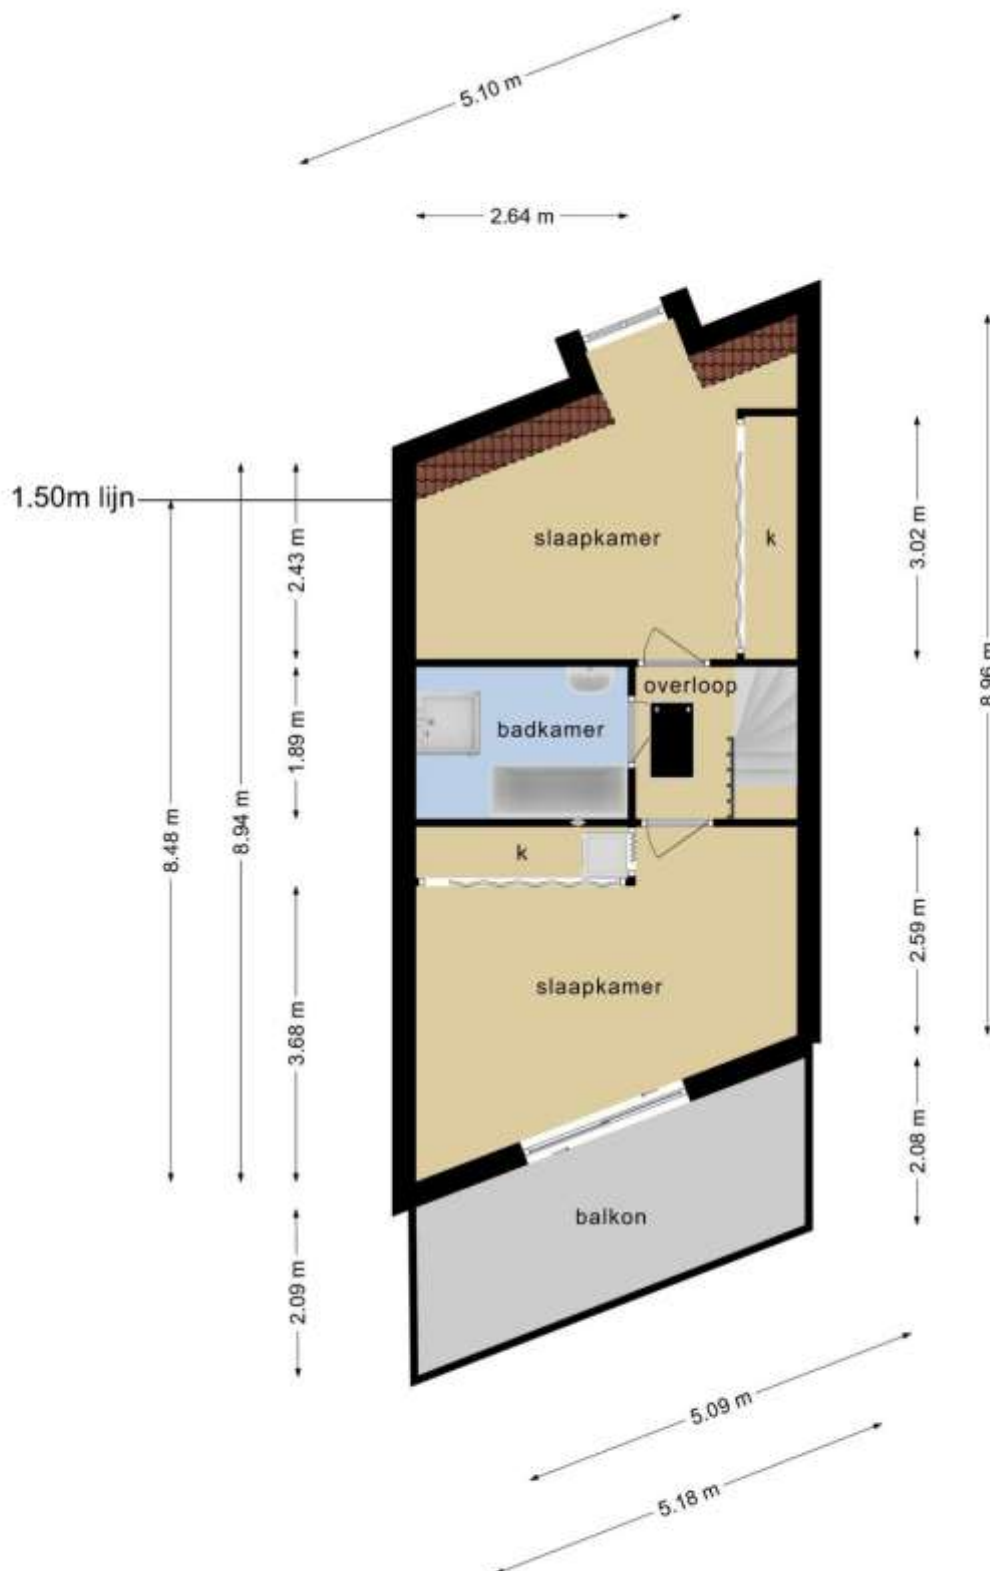 5.10 m
2.64 m
1.50m lijn
2.43 m
slaapkamer
k
3.02 m
8.96 m
overloop
badkamer
1.89 m
8.48 m
8.94 m
k
2.59 m
slaapkamer
3.68 m
2.08 m
balkon
2.09 m
5.09 m
5.18 m